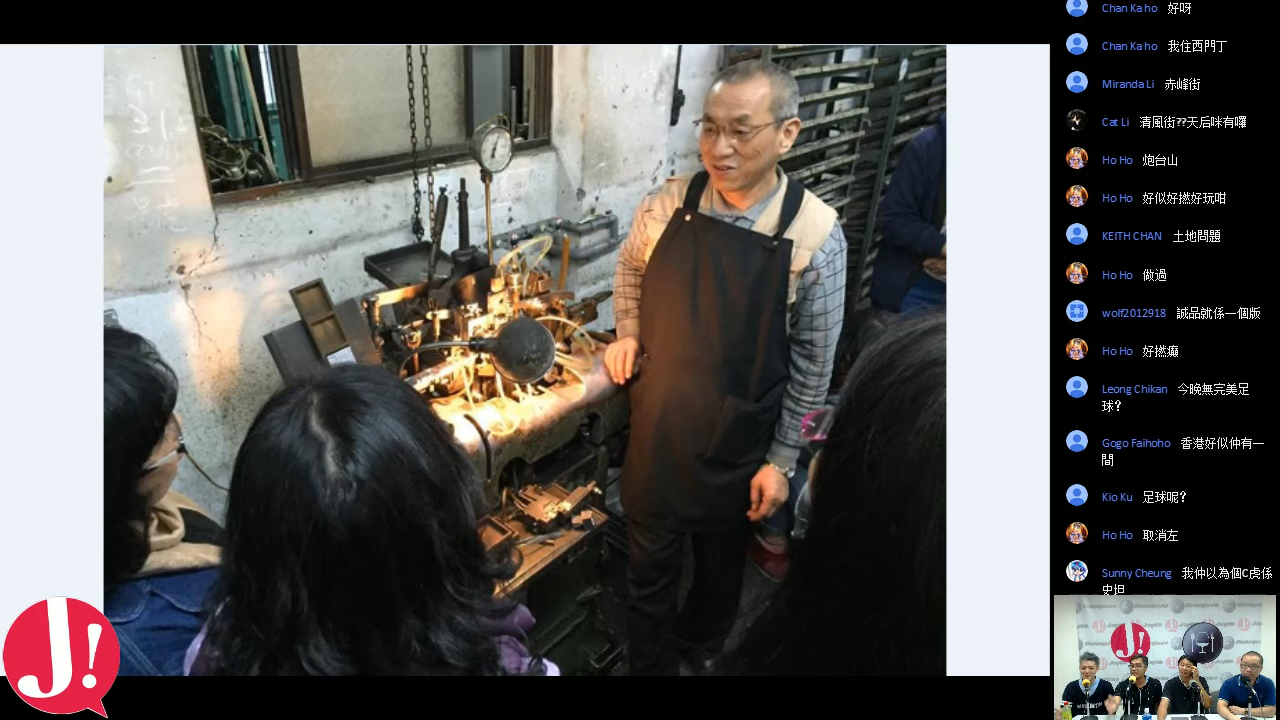 Chan Ka ho 好呀
Chan Ka ho 我住西門丁
Miranda Li 赤峰街
Cat Li 清風街??天后咪有囉
Ho Ho 炮台山
Ho Ho 好似好撚好玩咁
KEITH CHAN 土地問題
Ho Ho 做過
wolf2012918 誠品就係一個版
Ho Ho 好撚癲
Leong Chikan 今晚無完美足
球?
Gogo Faihoho 香港好似仲有一
間
Kio Ku 足球呢?
Ho Ho 取消左
Sunny Cheung 我仲以為個C虎係
史坦
J!
J!